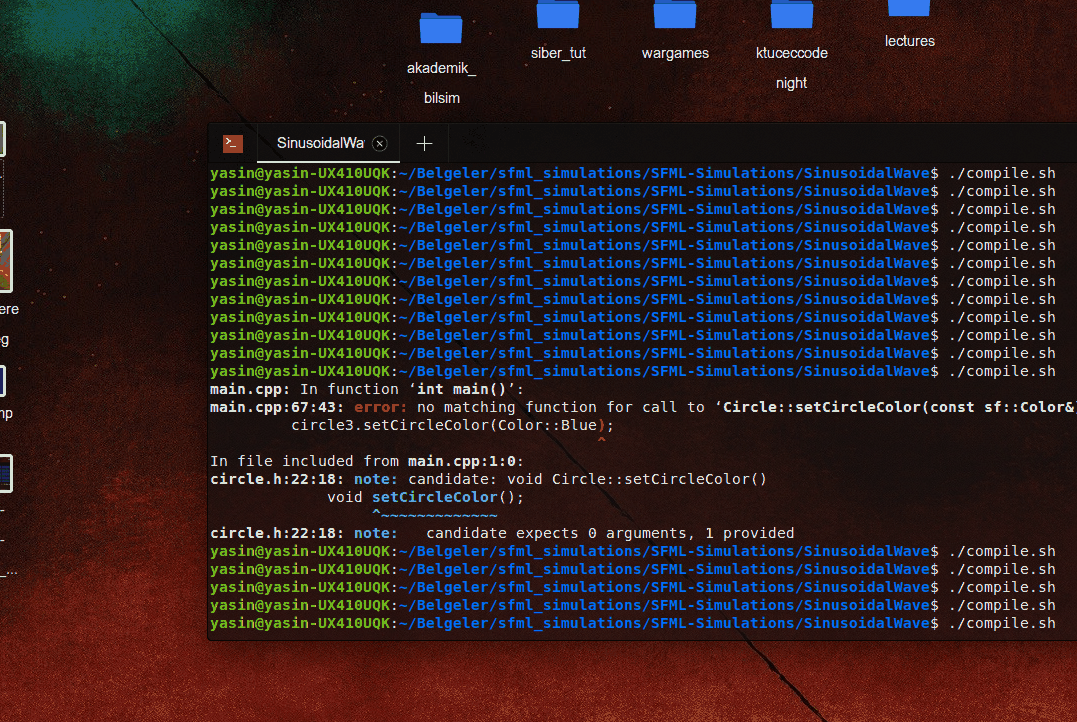 akademik_
bilsim
siber_tut
wargames
ktuceccode
night
lectures
ere
eg
mp
_...
SinusoidalWa
yasin@yasin-UX410UQK:~/Belgeler/sfml_simulations/SFML-Simulations/SinusoidalWave$ ./compile.sh
yasin@yasin-UX410UQK:~/Belgeler/sfml_simulations/SFML-Simulations/SinusoidalWave$ ./compile.sh
yasin@yasin-UX410UQK:~/Belgeler/sfml_simulations/SFML-Simulations/SinusoidalWave$ ./compile.sh
yasin@yasin-UX410UQK:~/Belgeler/sfml_simulations/SFML-Simulations/SinusoidalWave$ ./compile.sh
yasin@yasin-UX410UQK:~/Belgeler/sfml_simulations/SFML-Simulations/SinusoidalWave$ ./compile.sh
yasin@yasin-UX410UQK:~/Belgeler/sfml_simulations/SFML-Simulations/SinusoidalWave$ ./compile.sh
yasin@yasin-UX410UQK:~/Belgeler/sfml_simulations/SFML-Simulations/SinusoidalWave$ ./compile.sh
yasin@yasin-UX410UQK:~/Belgeler/sfml_simulations/SFML-Simulations/SinusoidalWave$ ./compile.sh
yasin@yasin-UX410UQK:~/Belgeler/sfml_simulations/SFML-Simulations/SinusoidalWave$ ./compile.sh
yasin@yasin-UX410UQK:~/Belgeler/sfml_simulations/SFML-Simulations/SinusoidalWave$ ./compile.sh
yasin@yasin-UX410UQK:~/Belgeler/sfml_simulations/SFML-Simulations/SinusoidalWave$ ./compile.sh
yasin@yasin-UX410UQK:~/Belgeler/sfml_simulations/SFML-Simulations/SinusoidalWave$ ./compile.sh
main.cpp: In function ‘int main()’:
main.cpp:67:43: error: no matching function for call to ‘Circle::setCircleColor(const sf::Color&)
circle3.setCircleColor(Color::Blue);
^
In file included from main.cpp:1:0:
circle.h:22:18: note: candidate: void Circle::setCircleColor()
void setCircleColor();
^~~~~~~~~~~~~~
circle.h:22:18: note:   candidate expects 0 arguments, 1 provided
yasin@yasin-UX410UQK:~/Belgeler/sfml_simulations/SFML-Simulations/SinusoidalWave$ ./compile.sh
yasin@yasin-UX410UQK:~/Belgeler/sfml_simulations/SFML-Simulations/SinusoidalWave$ ./compile.sh
yasin@yasin-UX410UQK:~/Belgeler/sfml_simulations/SFML-Simulations/SinusoidalWave$ ./compile.sh
yasin@yasin-UX410UQK:~/Belgeler/sfml_simulations/SFML-Simulations/SinusoidalWave$ ./compile.sh
yasin@yasin-UX410UQK:~/Belgeler/sfml_simulations/SFML-Simulations/SinusoidalWave$ ./compile.sh